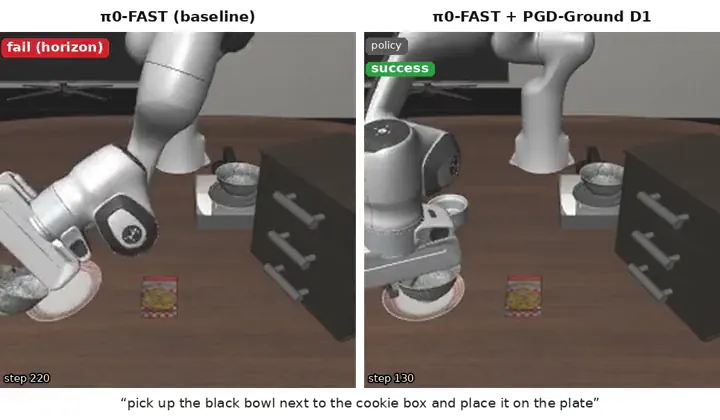 π0-FAST (baseline)
π0-FAST + PGD-Ground D1
fail (horizon)
policy
success
step 220
step 130
“pick up the black bowl next to the cookie box and place it on the plate”